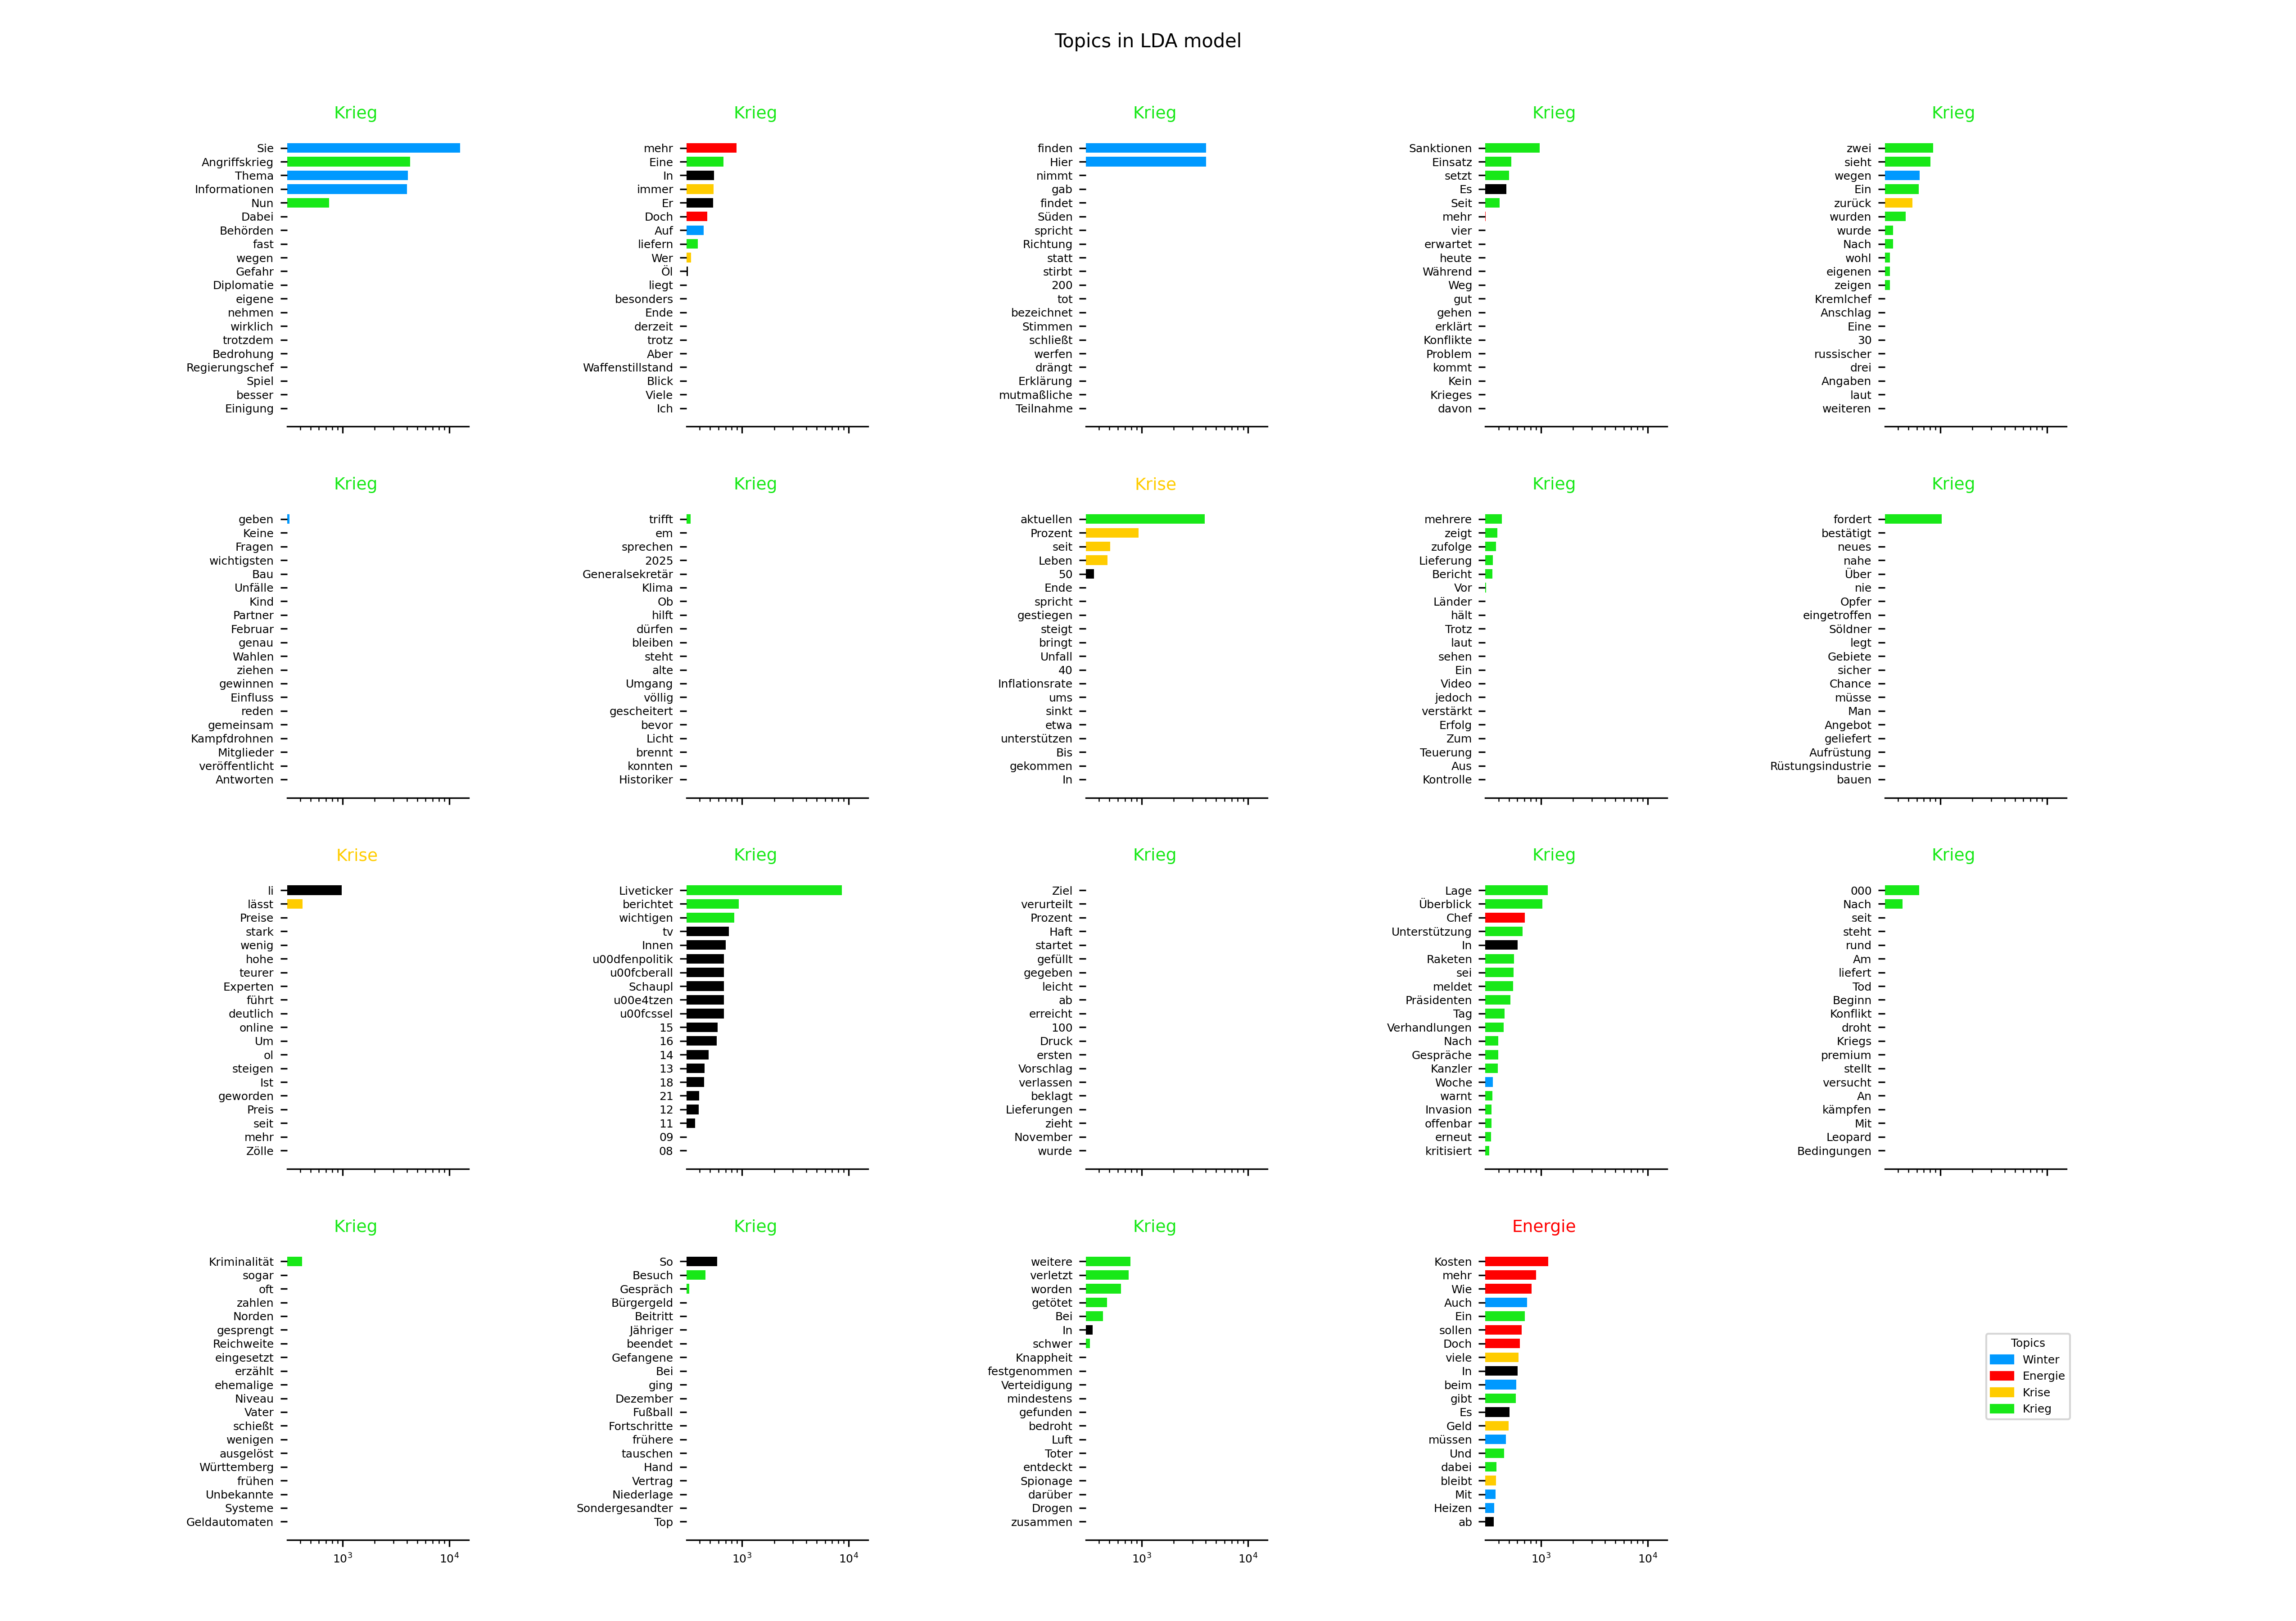 Topics in LDA model
Krieg
Sie
Angriffskrieg
Thema
Informationen
Nun
Dabei
Behörden
fast
wegen
Gefahr
Diplomatie
eigene
nehmen
wirklich
trotzdem
Bedrohung
Regierungschef
Spiel
besser
Einigung
Krieg
mehr
Eine
In
immer
Er
Doch
Auf
liefern
Wer
Öl
liegt
besonders
Ende
derzeit
trotz
Aber
Waffenstillstand
Blick
Viele
Ich
Krieg
finden
Hier
nimmt
gab
findet
Süden
spricht
Richtung
statt
stirbt
200
tot
bezeichnet
Stimmen
schließt
werfen
drängt
Erklärung
mutmaßliche
Teilnahme
Krieg
Sanktionen
Einsatz
setzt
Es
Seit
mehr
vier
erwartet
heute
Während
Weg
gut
gehen
erklärt
Konflikte
Problem
kommt
Kein
Krieges
davon
Krieg
zwei
sieht
wegen
Ein
zurück
wurden
wurde
Nach
wohl
eigenen
zeigen
Kremlchef
Anschlag
Eine
30
russischer
drei
Angaben
laut
weiteren
Krieg
geben
Keine
Fragen
wichtigsten
Bau
Unfälle
Kind
Partner
Februar
genau
Wahlen
ziehen
gewinnen
Einfluss
reden
gemeinsam
Kampfdrohnen
Mitglieder
veröffentlicht
Antworten
Krieg
trifft
em
sprechen
2025
Generalsekretär
Klima
Ob
hilft
dürfen
bleiben
steht
alte
Umgang
völlig
gescheitert
bevor
Licht
brennt
konnten
Historiker
Krise
aktuellen
Prozent
seit
Leben
50
Ende
spricht
gestiegen
steigt
bringt
Unfall
40
Inflationsrate
ums
sinkt
etwa
unterstützen
Bis
gekommen
In
Krieg
mehrere
zeigt
zufolge
Lieferung
Bericht
Vor
Länder
hält
Trotz
laut
sehen
Ein
Video
jedoch
verstärkt
Erfolg
Zum
Teuerung
Aus
Kontrolle
Krieg
fordert
bestätigt
neues
nahe
Über
nie
Opfer
eingetroffen
Söldner
legt
Gebiete
sicher
Chance
müsse
Man
Angebot
geliefert
Aufrüstung
Rüstungsindustrie
bauen
Krise
li
lässt
Preise
stark
wenig
hohe
teurer
Experten
führt
deutlich
online
Um
ol
steigen
Ist
geworden
Preis
seit
mehr
Zölle
Krieg
Liveticker
berichtet
wichtigen
tv
Innen
u00dfenpolitik
u00fcberall
Schaupl
u00e4tzen
u00fcssel
15
16
14
13
18
21
12
11
09
08
Krieg
Ziel
verurteilt
Prozent
Haft
startet
gefüllt
gegeben
leicht
ab
erreicht
100
Druck
ersten
Vorschlag
verlassen
beklagt
Lieferungen
zieht
November
wurde
Krieg
Lage
Überblick
Chef
Unterstützung
In
Raketen
sei
meldet
Präsidenten
Tag
Verhandlungen
Nach
Gespräche
Kanzler
Woche
warnt
Invasion
offenbar
erneut
kritisiert
Krieg
000
Nach
seit
steht
rund
Am
liefert
Tod
Beginn
Konflikt
droht
Kriegs
premium
stellt
versucht
An
kämpfen
Mit
Leopard
Bedingungen
Krieg
Kriminalität
sogar
oft
zahlen
Norden
gesprengt
Reichweite
eingesetzt
erzählt
ehemalige
Niveau
Vater
schießt
wenigen
ausgelöst
Württemberg
frühen
Unbekannte
Systeme
Geldautomaten
10³ 10⁴
Krieg
So
Besuch
Gespräch
Bürgergeld
Beitritt
Jähriger
beendet
Gefangene
Bei
ging
Dezember
Fußball
Fortschritte
frühere
tauschen
Hand
Vertrag
Niederlage
Sondergesandter
Top
10³ 10⁴
Krieg
weitere
verletzt
worden
getötet
Bei
In
schwer
Knappheit
festgenommen
Verteidigung
mindestens
gefunden
bedroht
Luft
Toter
entdeckt
Spionage
darüber
Drogen
zusammen
10³ 10⁴
Energie
Kosten
mehr
Wie
Auch
Ein
sollen
Doch
viele
In
beim
gibt
Es
Geld
müssen
Und
dabei
bleibt
Mit
Heizen
ab
10³ 10⁴
Topics
Winter
Energie
Krise
Krieg